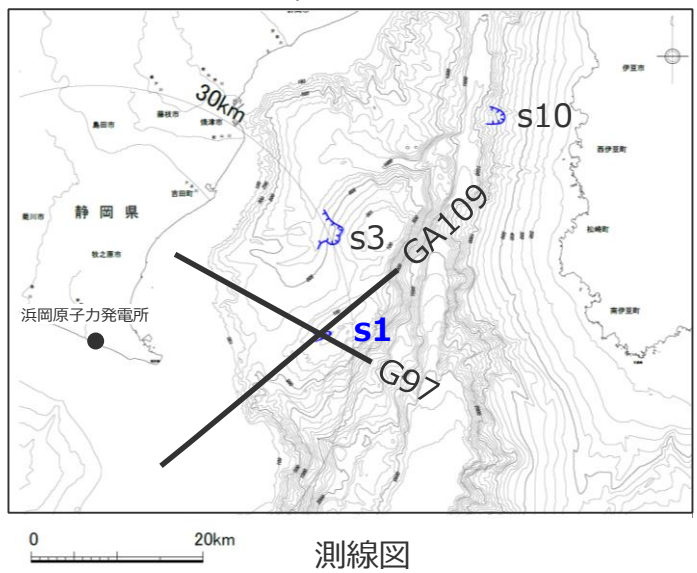 伊豆市
30km
藤枝市
焼津市
島田市
s10
西伊豆町
吉田町
静岡県
菊川市
s3
GA109
松崎町
牧之原市
浜岡原子力発電所
s1
南伊豆町
G97
0
20km
測線図